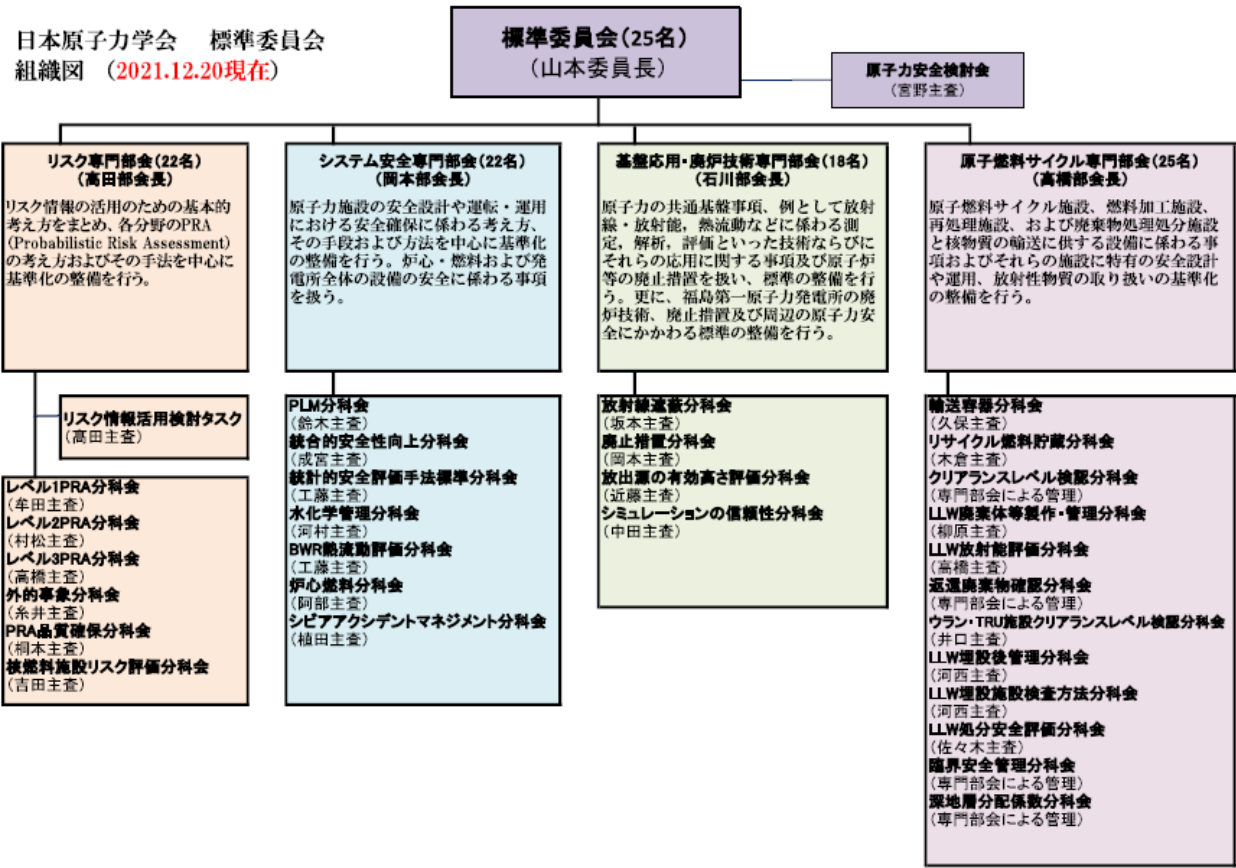 日本原子力学会　標準委員会
組織図　（2021.12.20現在）
標準委員会（25名）
（山本委員長）
原子力安全検討会
（宮野主査）
リスク専門部会（22名）
（高田部会長）
リスク情報の活用のための基本的
考え方をまとめ、各分野のPRA
(Probabilistic Risk Assessment)
の考え方およびその手法を中心に
基準化の整備を行う。
リスク情報活用検討タスク
（高田主査）
レベル1PRA分科会
（牟田主査）
レベル2PRA分科会
（村松主査）
レベル3PRA分科会
（高橋主査）
外的事象分科会
（糸井主査）
PRA品質確保分科会
（桐本主査）
核燃料施設リスク評価分科会
（吉田主査）
システム安全専門部会（22名）
（岡本部会長）
原子力施設の安全設計や運転・運用
における安全確保に係わる考え方、
その手段および方法を中心に基準化
の整備を行う。炉心・燃料および発
電所全体の設備の安全に係わる事項
を扱う。
PLM分科会
（鈴木主査）
統合的安全性向上分科会
（成宮主査）
統計的安全評価手法標準分科会
（工藤主査）
水化学管理分科会
（河村主査）
BWR熱流動評価分科会
（工藤主査）
炉心燃料分科会
（阿部主査）
シビアアクシデントマネジメント分科会
（植田主査）
基盤応用・廃炉技術専門部会（18名）
（石川部会長）
原子力の共通基盤事項、例として放射
線・放射能，熱流動などに係わる測
定，解析，評価といった技術ならびに
それらの応用に関する事項及び原子炉
等の廃止措置を扱い、標準の整備を行
う。更に、福島第一原子力発電所の廃
炉技術、廃止措置及び周辺の原子力安
全にかかわる標準の整備を行う。
放射線遮蔽分科会
（坂本主査）
廃止措置分科会
（岡本主査）
放出源の有効高さ評価分科会
（近藤主査）
シミュレーションの信頼性分科会
（中田主査）
原子燃料サイクル専門部会（25名）
（高橋部会長）
原子燃料サイクル施設、燃料加工施設、
再処理施設、および廃棄物処理処分施設
と核物質の輸送に供する設備に係わる事
項およびそれらの施設に特有の安全設計
や運用、放射性物質の取り扱いの基準化
の整備を行う。
輸送容器分科会
（久保主査）
リサイクル燃料貯蔵分科会
（木倉主査）
クリアランスレベル検認分科会
（専門部会による管理）
LLW廃棄体等製作・管理分科会
（柳原主査）
LLW放射能評価分科会
（高橋主査）
返還廃棄物確認分科会
（専門部会による管理）
ウラン・TRU施設クリアランスレベル検認分科会
（井口主査）
LLW埋設後管理分科会
（河西主査）
LLW埋設施設検査方法分科会
（河西主査）
LLW処分安全評価分科会
（佐々木主査）
臨界安全管理分科会
（専門部会による管理）
深地層分配係数分科会
（専門部会による管理）